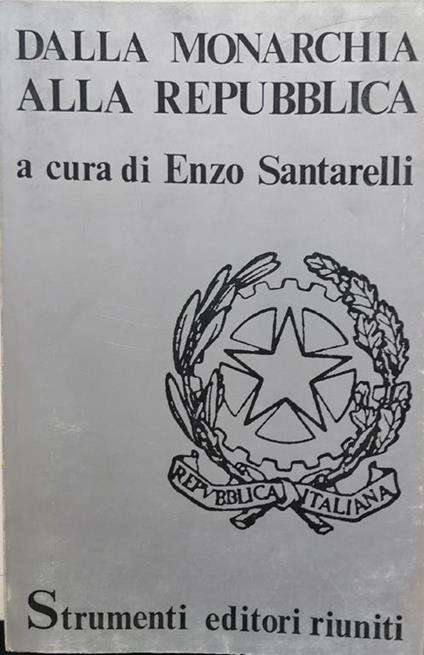 DALLA MONARCHIA
ALLA REPUBBLICA
a cura di Enzo Santarelli
REPVBBLICA ITALIANA
Strumenti editori riuniti